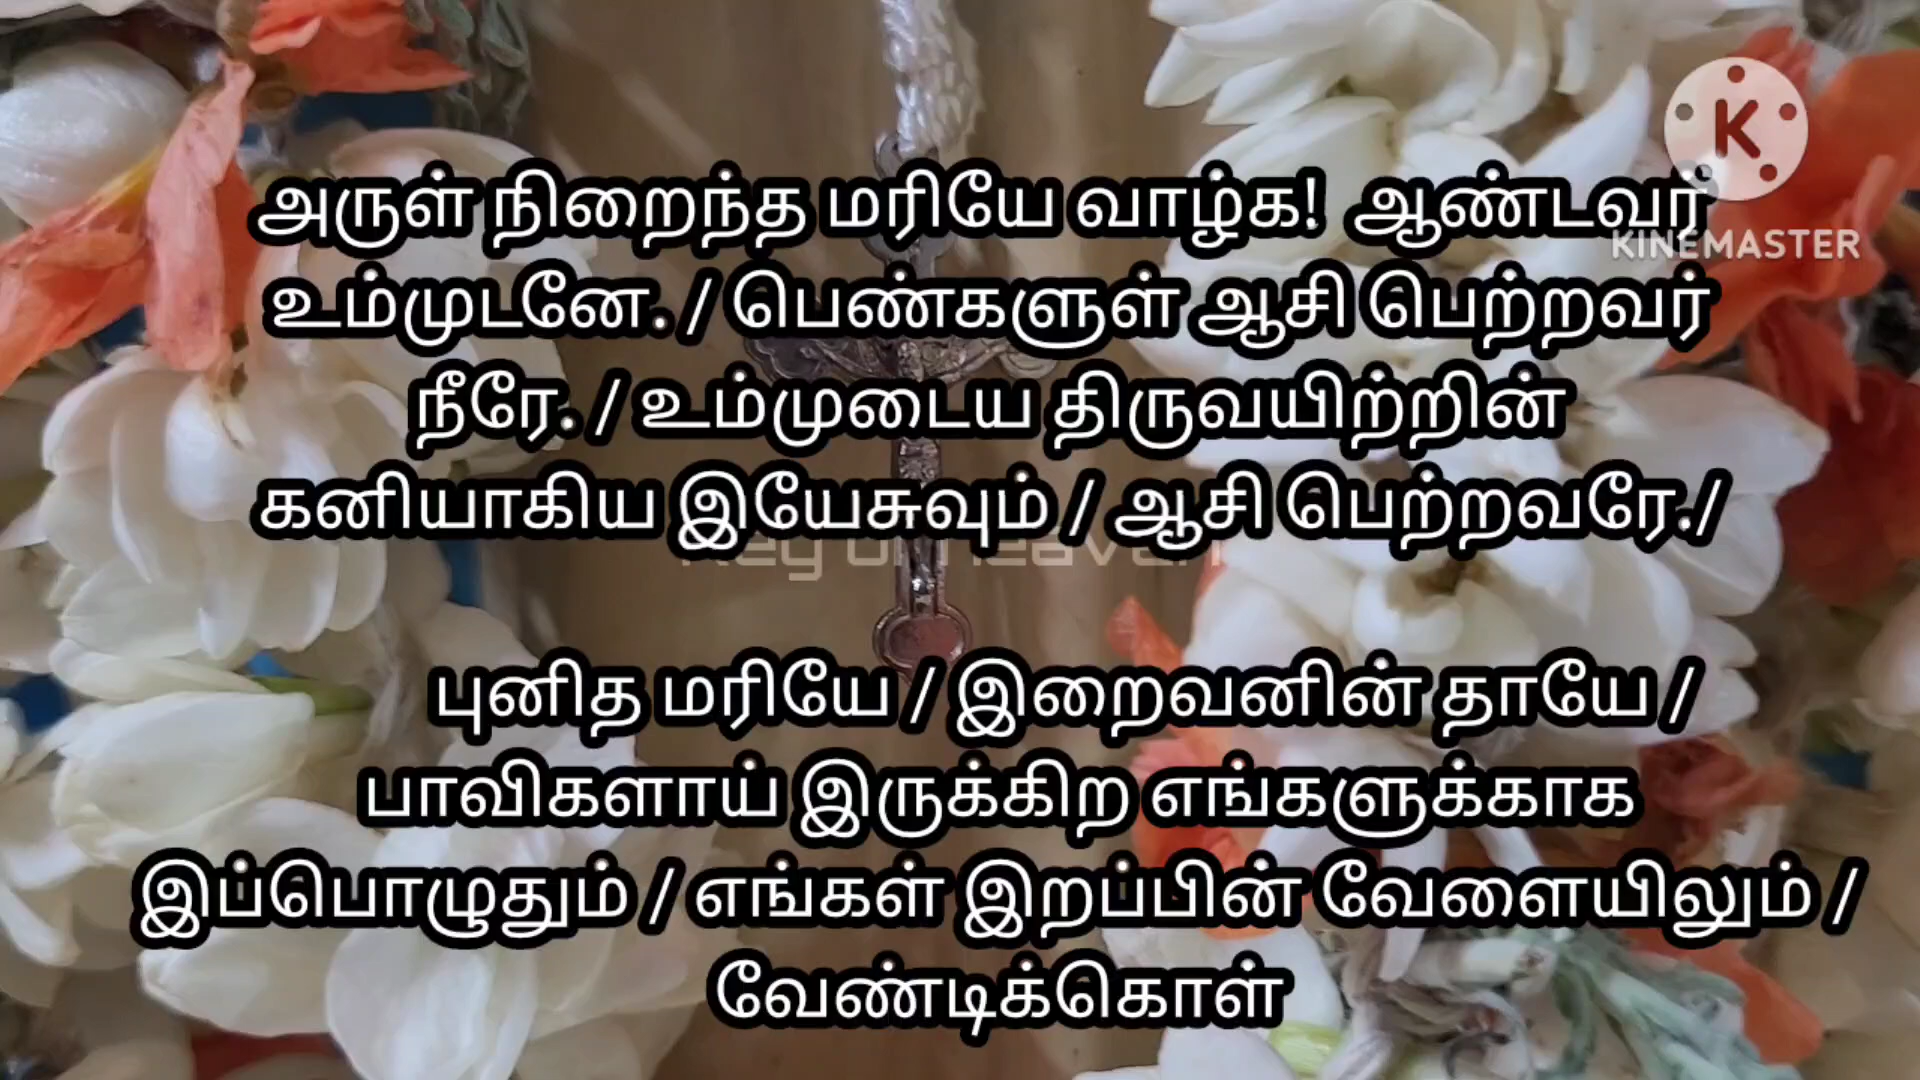 அருள் நிறைந்த மரியே வாழ்க! ஆண்டவர்
உம்முடனே. / பெண்களுள் ஆசி பெற்றவர்
நீரே. / உம்முடைய திருவயிற்றின்
கனியாகிய இயேசுவும் / ஆசி பெற்றவரே./
புனித மரியே / இறைவனின் தாயே /
பாவிகளாய் இருக்கிற எங்களுக்காக
இப்பொழுதும் / எங்கள் இறப்பின் வேளையிலும் /
வேண்டிக்கொள்
K
KINEMASTER